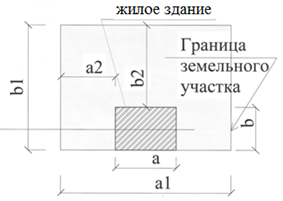 жилое здание
Граница
земельного
участка
b1
a2
b2
b
a
a1